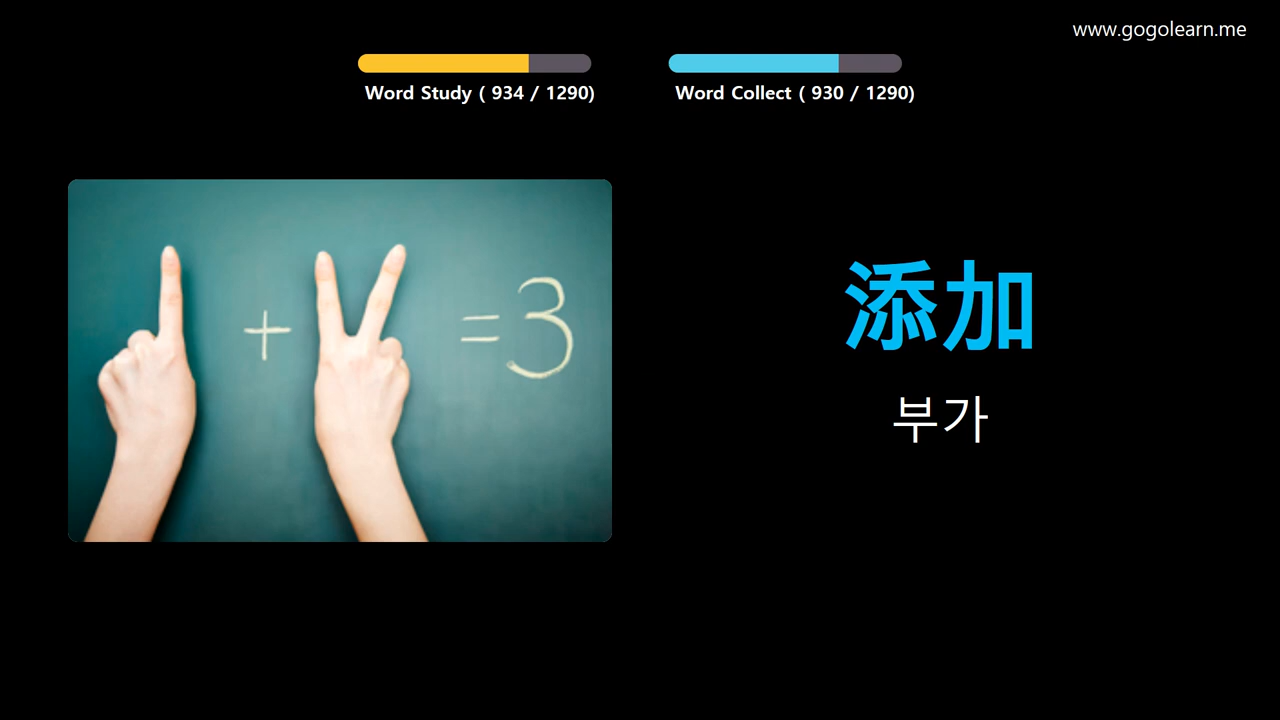 www.gogolearn.me
Word Study ( 934 / 1290)
Word Collect ( 930 / 1290)
+ = 3
添加
부가